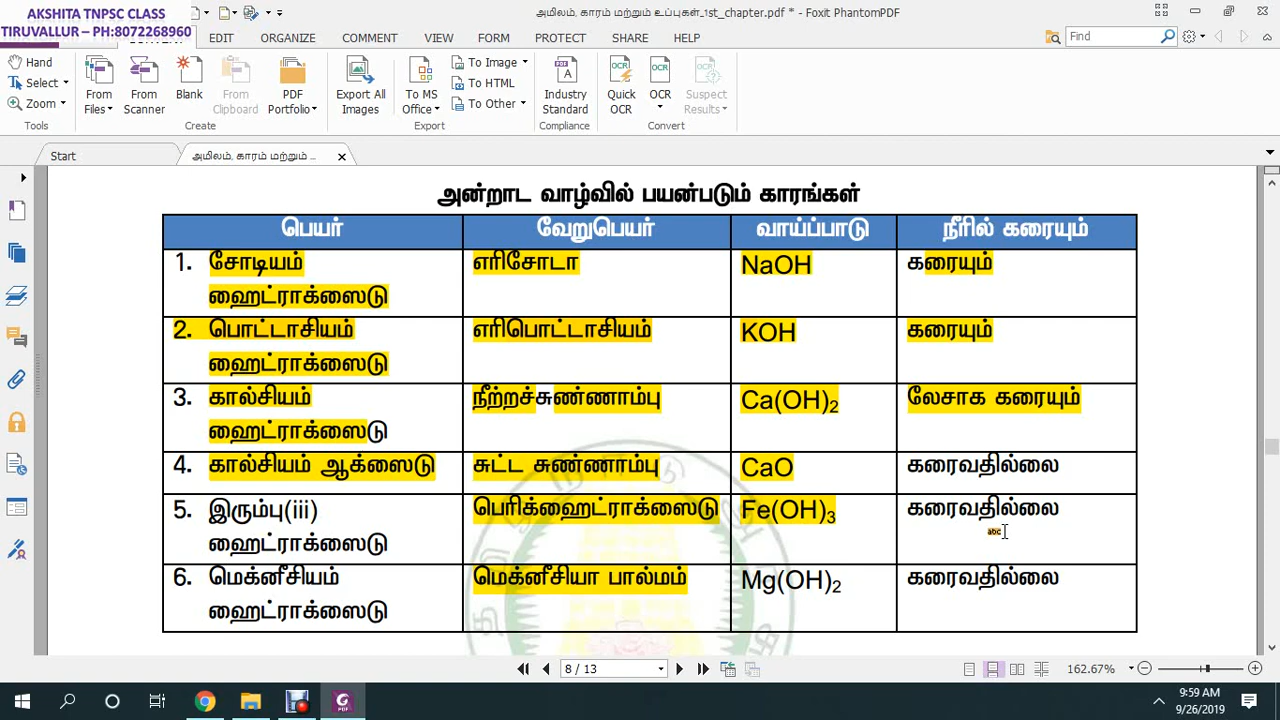 AKSHITA TNPSC CLASS
TIRUVALLUR – PH:8072268960
அமிலம், காரம் மற்றும் உப்புகள்_1st_chapter.pdf * - Foxit PhantomPDF
EDIT ORGANIZE COMMENT VIEW FORM PROTECT SHARE HELP
Find
Hand
Select
Zoom
Tools
From Files
From Scanner
Blank
From Clipboard
PDF Portfolio
Create
Export All Images
To MS Office
To Image
To HTML
To Other
Export
Industry Standard
Compliance
Quick OCR
OCR
Suspect Results
Convert
Start
அமிலம், காரம் மற்றும் ...
அன்றாட வாழ்வில் பயன்படும் காரங்கள்
பெயர் வேறுபெயர் வாய்ப்பாடு நீரில் கரையும்
1. சோடியம் ஹைட்ராக்ஸைடு எரிசோடா NaOH கரையும்
2. பொட்டாசியம் ஹைட்ராக்ஸைடு எரிபொட்டாசியம் KOH கரையும்
3. கால்சியம் ஹைட்ராக்ஸைடு நீற்றச்சுண்ணாம்பு Ca(OH)₂ லேசாக கரையும்
4. கால்சியம் ஆக்ஸைடு சுட்ட சுண்ணாம்பு CaO கரைவதில்லை
5. இரும்பு(iii) ஹைட்ராக்ஸைடு பெரிக்ஹைட்ராக்ஸைடு Fe(OH)₃ கரைவதில்லை
abc
6. மெக்னீசியம் ஹைட்ராக்ஸைடு மெக்னீசியா பால்மம் Mg(OH)₂ கரைவதில்லை
8 / 13
162.67%
9:59 AM
9/26/2019